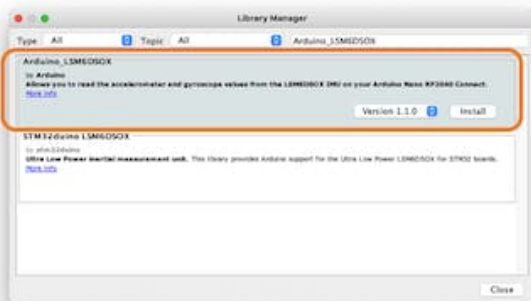 Library Manager
Type All Topic All Arduino_LSM6DSOX
Arduino_LSM6DSOX
by Arduino
Allows you to read the accelerometer and gyroscope values from the LSM6DSOX IMU on your Arduino Nano RP2040 Connect.
More info
Version 1.1.0 Install
STM32duino LSM6DSOX
by stm32duino
Ultra Low Power inertial measurement unit. This library provides Arduino support for the Ultra Low Power LSM6DSOX for STM32 boards.
More info
Close